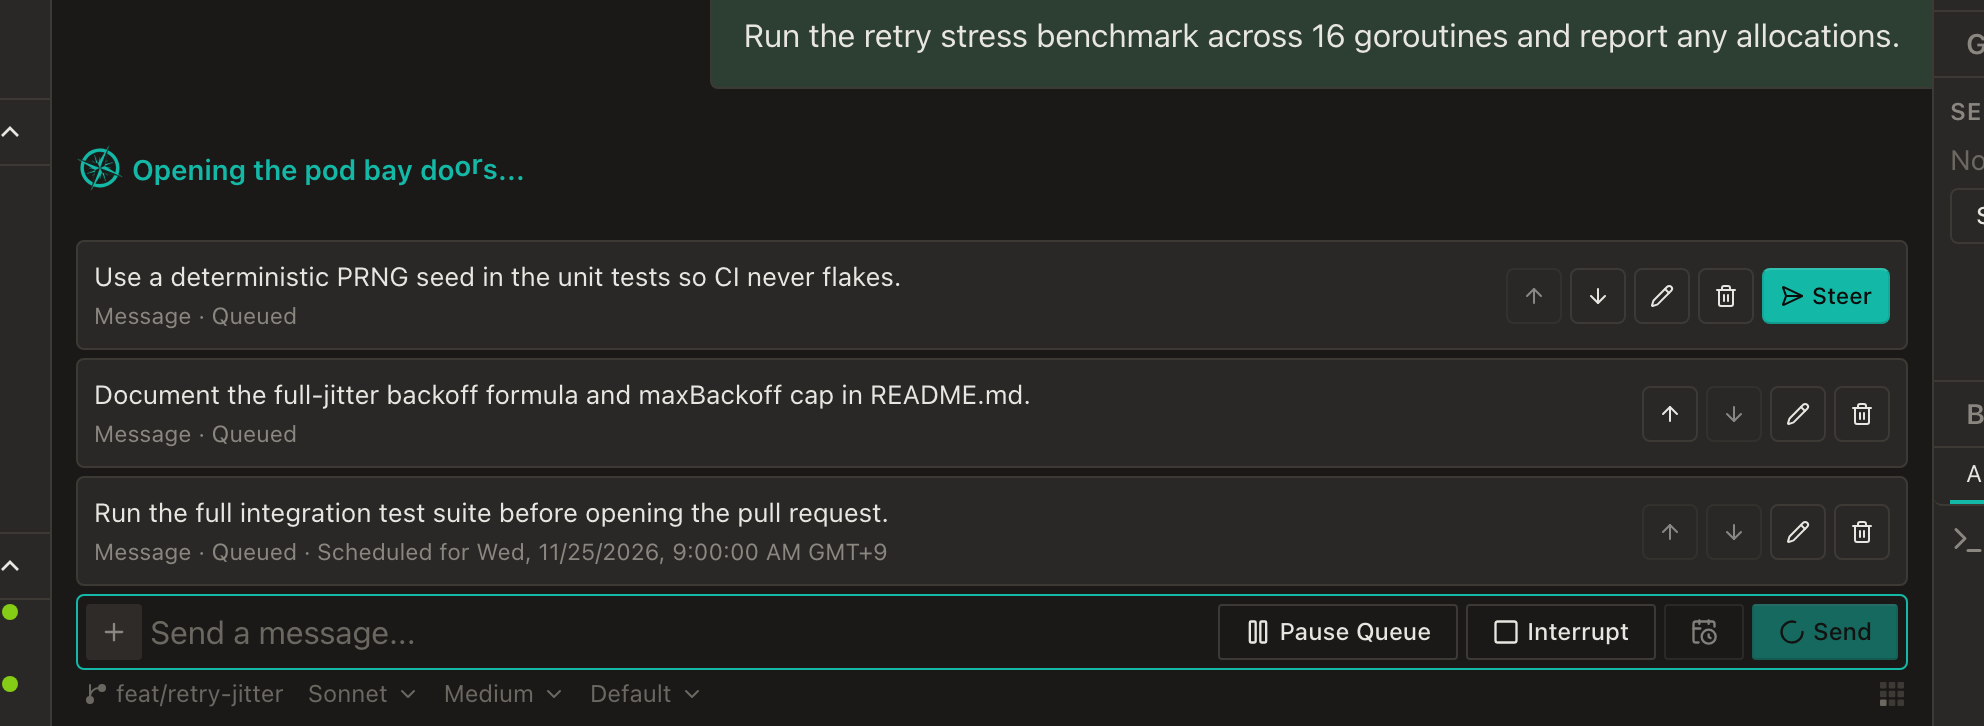 Run the retry stress benchmark across 16 goroutines and report any allocations.
Opening the pod bay doors...
Use a deterministic PRNG seed in the unit tests so CI never flakes.
Message · Queued
Steer
Document the full-jitter backoff formula and maxBackoff cap in README.md.
Message · Queued
Run the full integration test suite before opening the pull request.
Message · Queued · Scheduled for Wed, 11/25/2026, 9:00:00 AM GMT+9
Send a message...
Pause Queue
Interrupt
Send
feat/retry-jitter Sonnet Medium Default